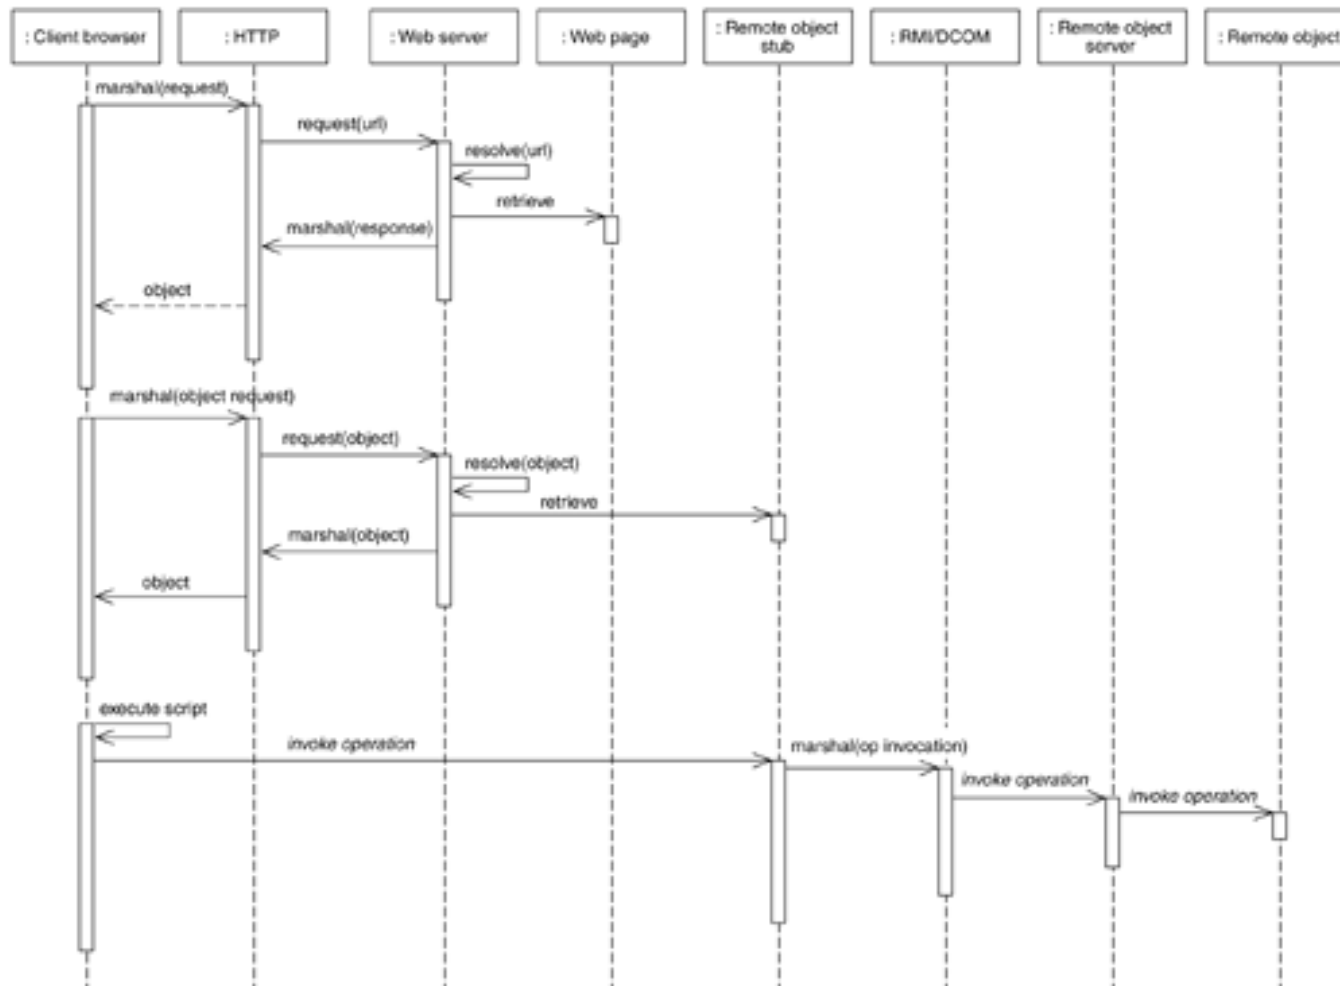 : Client browser
: HTTP
: Web server
: Web page
: Remote object
stub
: RMI/DCOM
: Remote object
server
: Remote object
marshal(request)
request(url)
resolve(url)
retrieve
marshal(response)
object
marshal(object request)
request(object)
resolve(object)
retrieve
marshal(object)
object
execute script
invoke operation
marshal(op invocation)
invoke operation
invoke operation